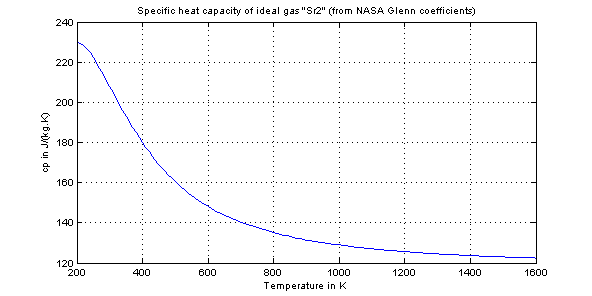 Specific heat capacity of ideal gas "Sr2" (from NASA Glenn coefficients)
240
220
200
180
160
140
120
cp in J/(kg.K)
200 400 600 800 1000 1200 1400 1600
Temperature in K